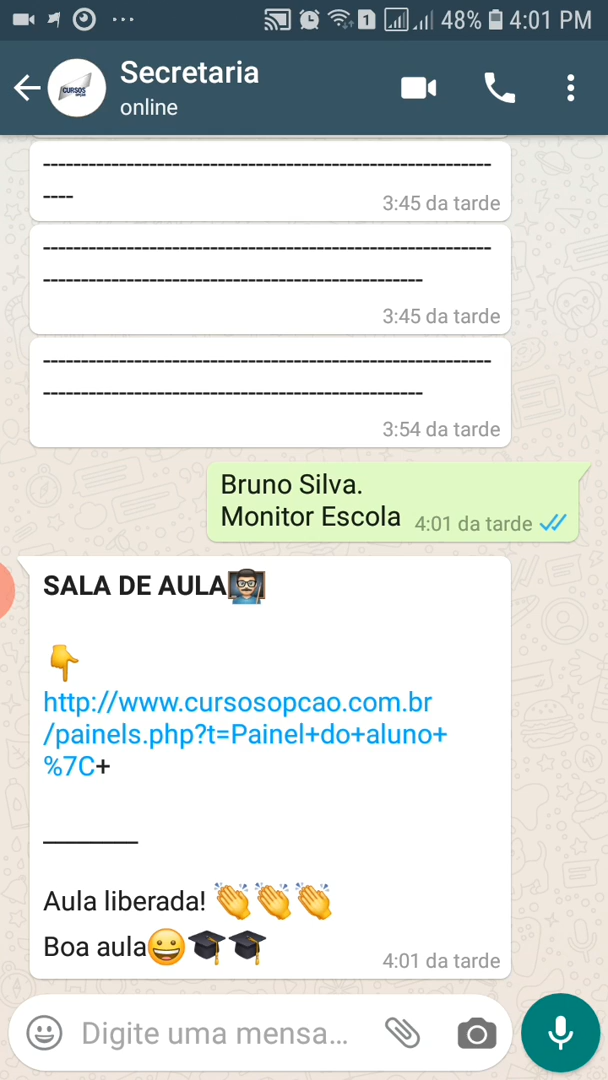 48% 4:01 PM
CURSOS
Secretaria
online
-----------------------------------------------------------
----
3:45 da tarde
-----------------------------------------------------------
--------------------------------------------------
3:45 da tarde
-----------------------------------------------------------
--------------------------------------------------
3:54 da tarde
Bruno Silva.
Monitor Escola 4:01 da tarde
SALA DE AULA👨🏻‍🏫
👇
http://www.cursosopcao.com.br
/painels.php?t=Painel+do+aluno+
%7C+
________
Aula liberada! 👏👏👏
Boa aula😀🎓🎓
4:01 da tarde
Digite uma mensa...